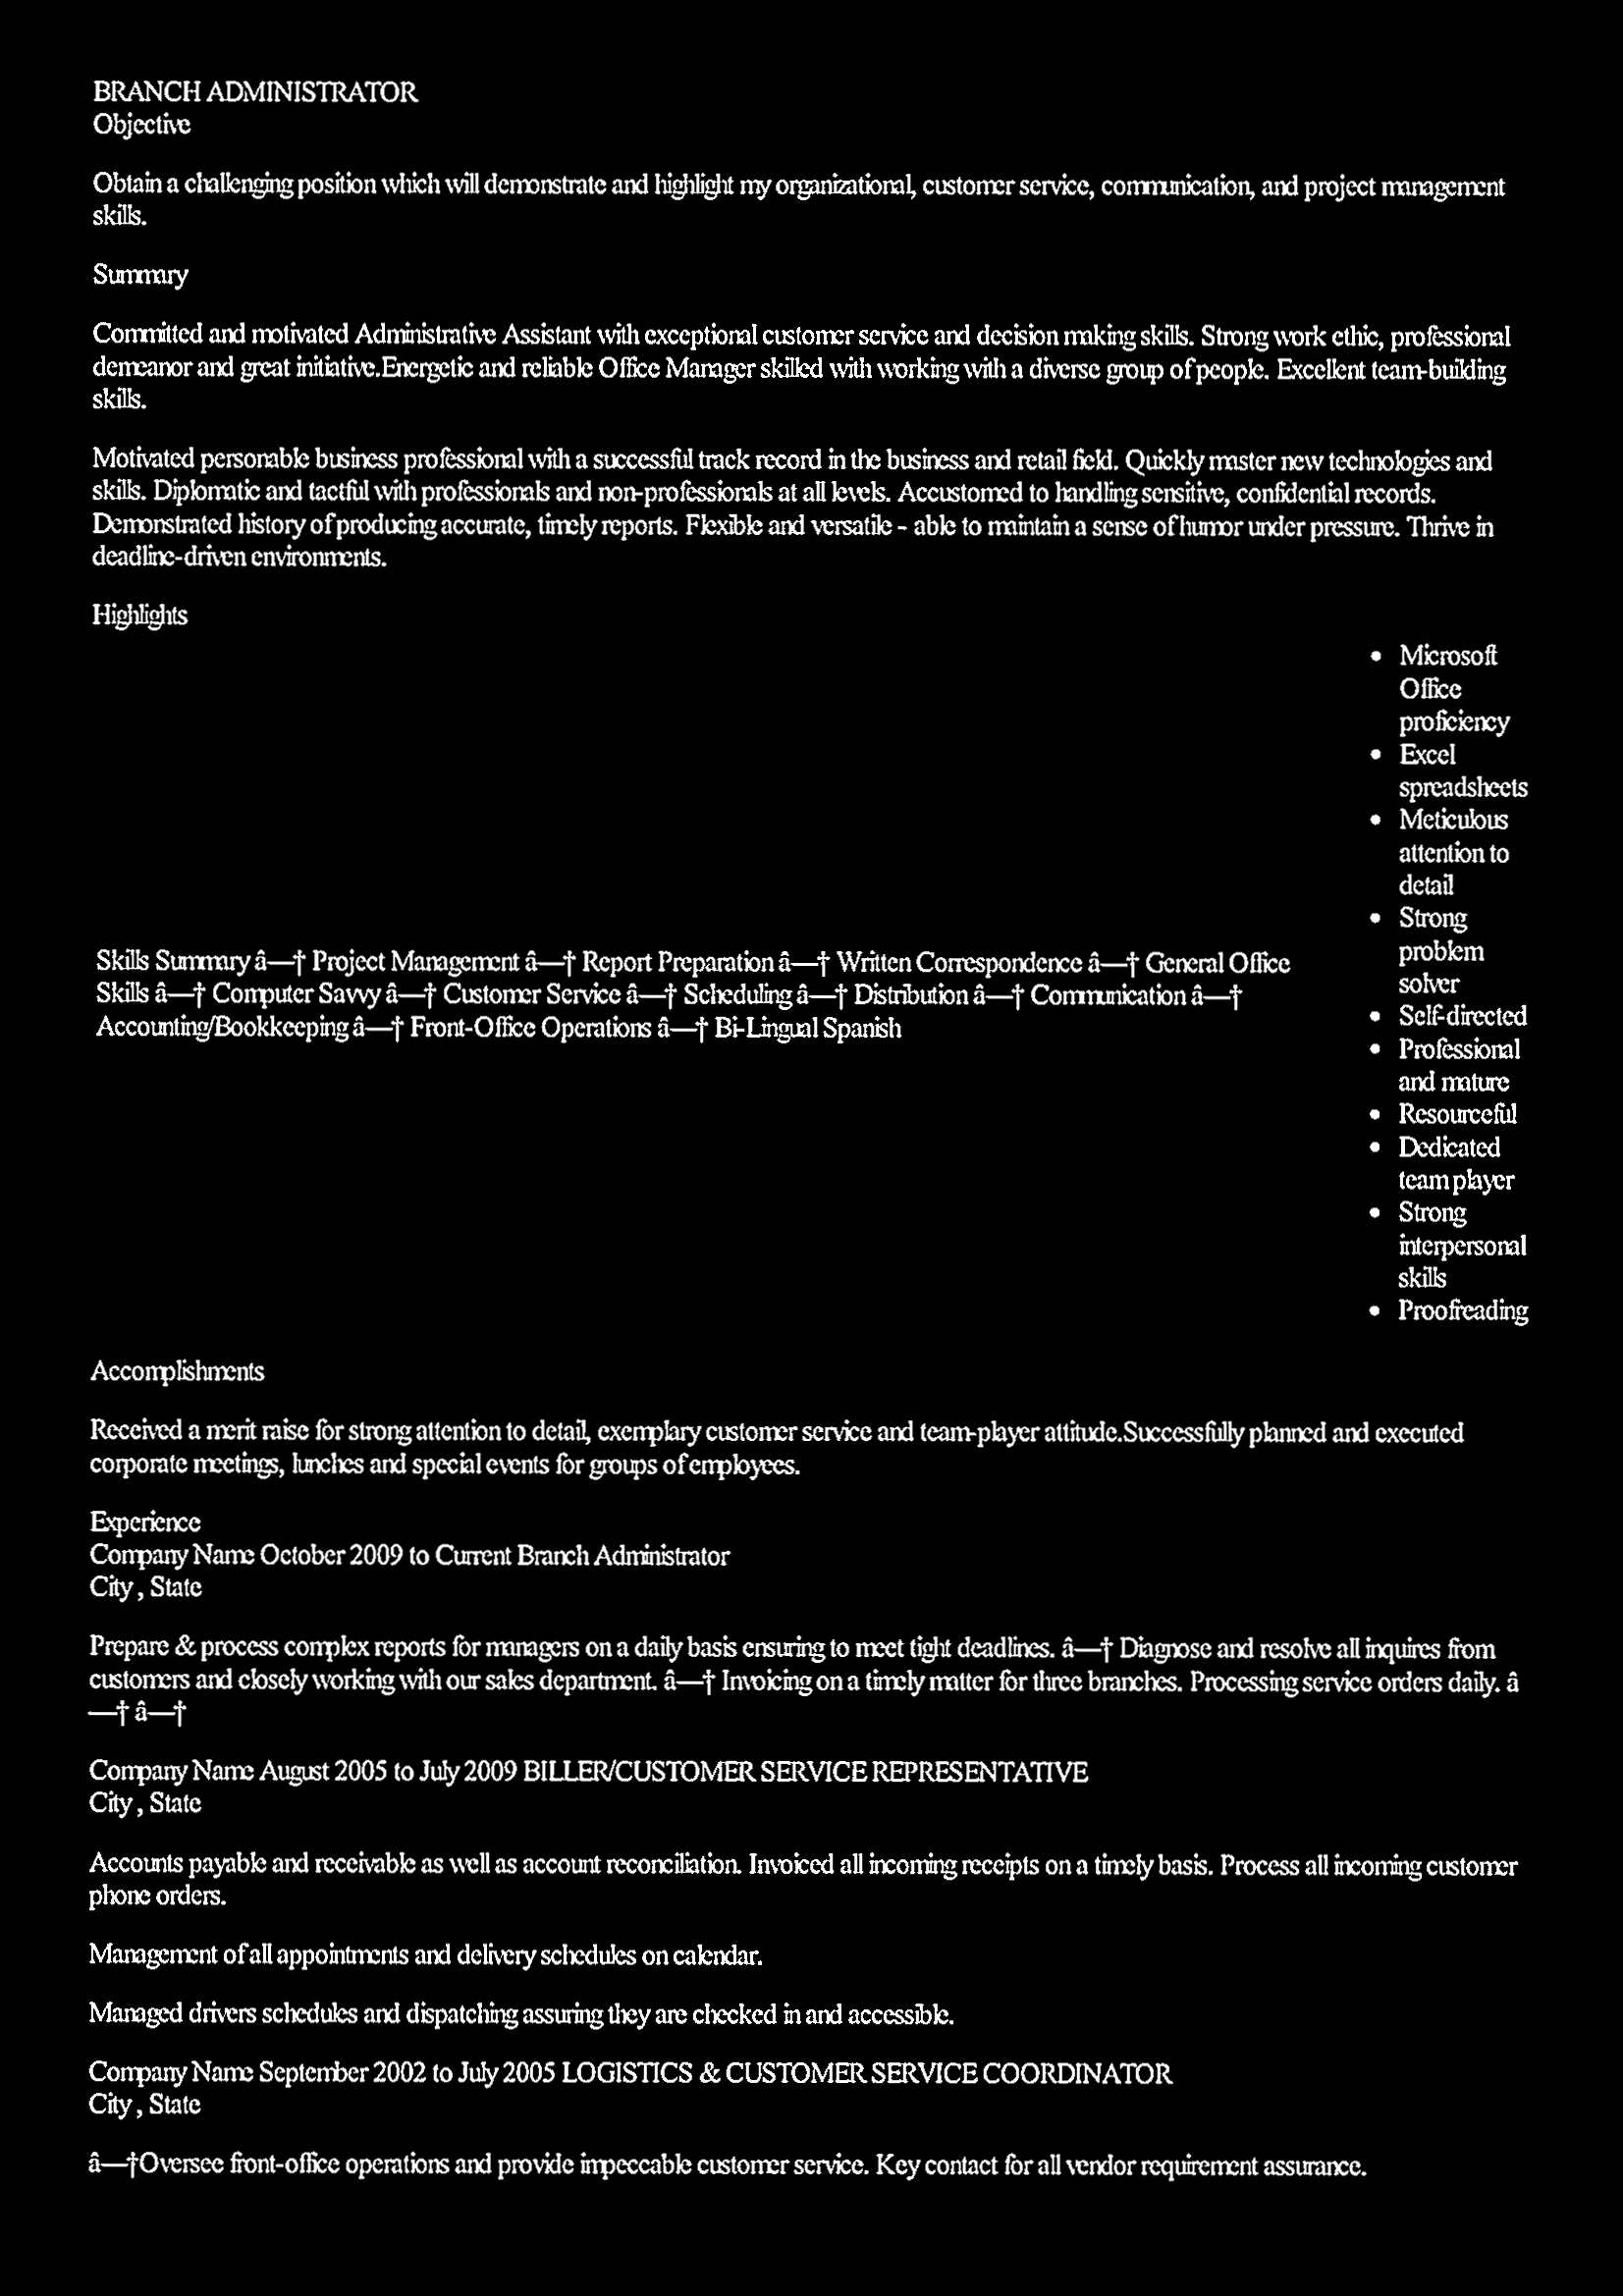 BRANCH ADMINISTRATOR
Objective
Obtain a challenging position which will demonstrate and highlight my organizational, customer service, communication, and project management
skills.
Summary
Committed and motivated Administrative Assistant with exceptional customer service and decision making skills. Strong work ethic, professional
demeanor and great initiative.Energetic and reliable Office Manager skilled with working with a diverse group of people. Excellent team-building
skills.
Motivated personable business professional with a successful track record in the business and retail field. Quickly master new technologies and
skills. Diplomatic and tactful with professionals and non-professionals at all levels. Accustomed to handling sensitive, confidential records.
Demonstrated history of producing accurate, timely reports. Flexible and versatile - able to maintain a sense of humor under pressure. Thrive in
deadline-driven environments.
Highlights
Skills Summary â—† Project Management â—† Report Preparation â—† Written Correspondence â—† General Office
Skills â—† Computer Savvy â—† Customer Service â—† Scheduling â—† Distribution â—† Communication â—†
Accounting/Bookkeeping â—† Front-Office Operations â—† Bi-Lingual Spanish
• Microsoft
Office
proficiency
• Excel
spreadsheets
• Meticulous
attention to
detail
• Strong
problem
solver
• Self-directed
• Professional
and mature
• Resourceful
• Dedicated
team player
• Strong
interpersonal
skills
• Proofreading
Accomplishments
Received a merit raise for strong attention to detail, exemplary customer service and team-player attitude.Successfully planned and executed
corporate meetings, lunches and special events for groups of employees.
Experience
Company Name October 2009 to Current Branch Administrator
City , State
Prepare & process complex reports for managers on a daily basis ensuring to meet tight deadlines. â—† Diagnose and resolve all inquires from
customers and closely working with our sales department. â—† Invoicing on a timely matter for three branches. Processing service orders daily. â
—† â—†
Company Name August 2005 to July 2009 BILLER/CUSTOMER SERVICE REPRESENTATIVE
City , State
Accounts payable and receivable as well as account reconciliation. Invoiced all incoming receipts on a timely basis. Process all incoming customer
phone orders.
Management of all appointments and delivery schedules on calendar.
Managed drivers schedules and dispatching assuring they are checked in and accessible.
Company Name September 2002 to July 2005 LOGISTICS & CUSTOMER SERVICE COORDINATOR
City , State
â—†Oversee front-office operations and provide impeccable customer service. Key contact for all vendor requirement assurance.